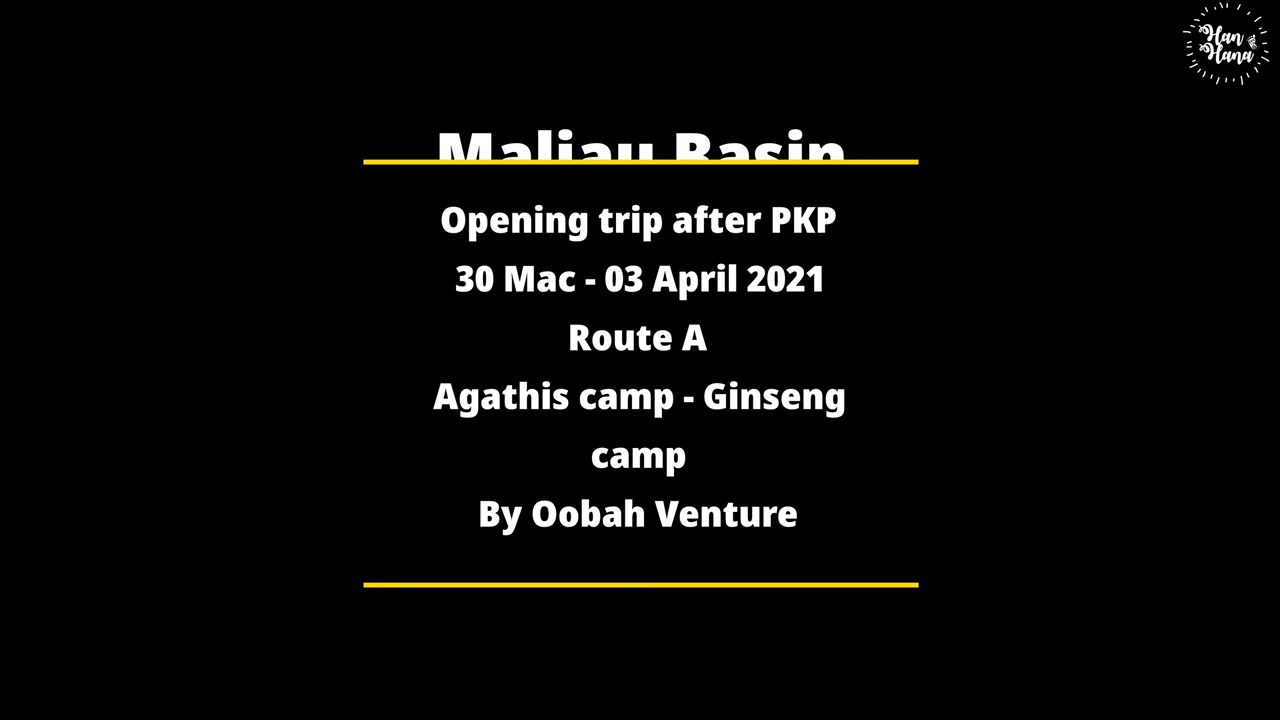 Han
Hana
Maliau Basin
Opening trip after PKP
30 Mac - 03 April 2021
Route A
Agathis camp - Ginseng
camp
By Oobah Venture